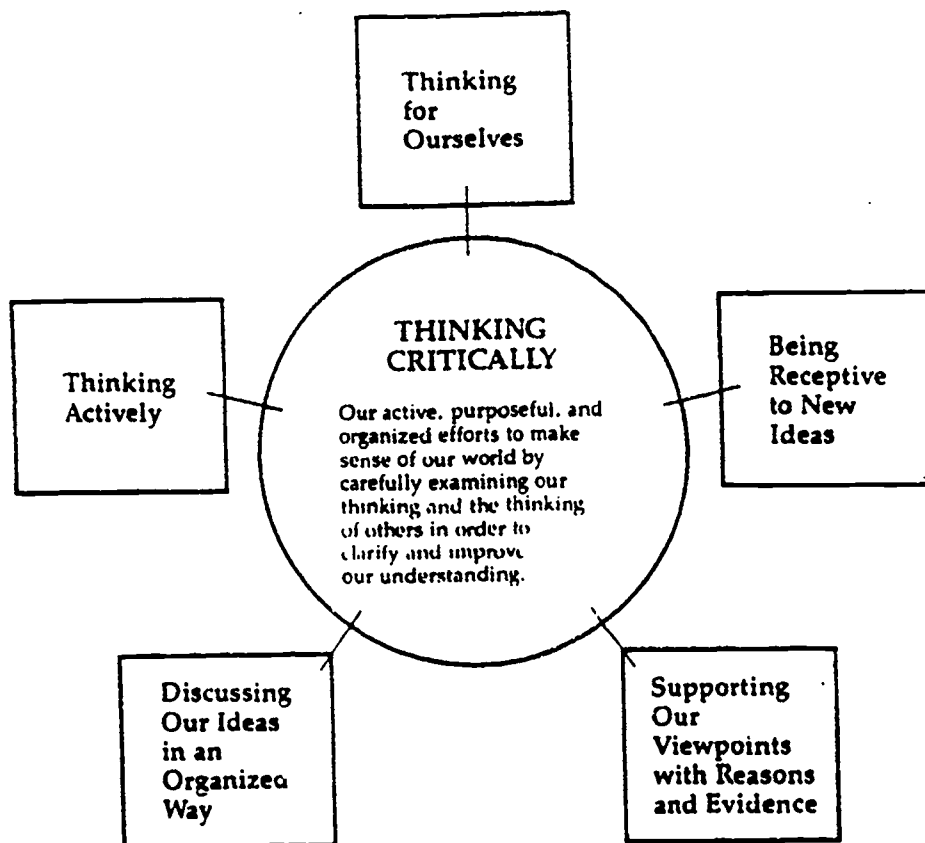 Thinking
for
Ourselves
THINKING
CRITICALLY
Our active, purposeful, and
organized efforts to make
sense of our world by
carefully examining our
thinking and the thinking
of others in order to
clarify and improve
our understanding.
Thinking
Actively
Being
Receptive
to New
Ideas
Discussing
Our Ideas
in an
Organized
Way
Supporting
Our
Viewpoints
with Reasons
and Evidence